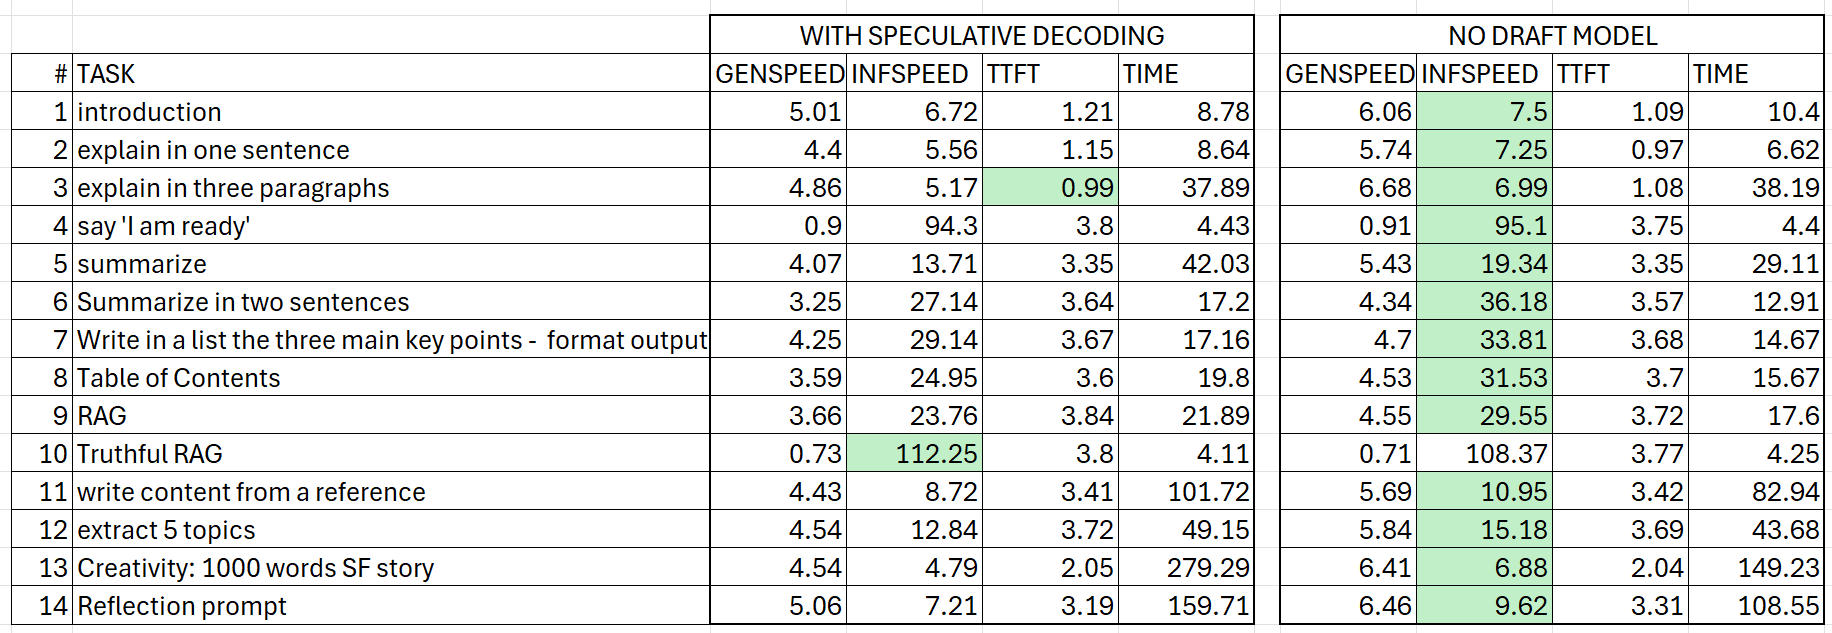 WITH SPECULATIVE DECODING NO DRAFT MODEL
# TASK GENSPEED INFSPEED TTFT TIME GENSPEED INFSPEED TTFT TIME
1 introduction 5.01 6.72 1.21 8.78 6.06 7.5 1.09 10.4
2 explain in one sentence 4.4 5.56 1.15 8.64 5.74 7.25 0.97 6.62
3 explain in three paragraphs 4.86 5.17 0.99 37.89 6.68 6.99 1.08 38.19
4 say 'I am ready' 0.9 94.3 3.8 4.43 0.91 95.1 3.75 4.4
5 summarize 4.07 13.71 3.35 42.03 5.43 19.34 3.35 29.11
6 Summarize in two sentences 3.25 27.14 3.64 17.2 4.34 36.18 3.57 12.91
7 Write in a list the three main key points - format output 4.25 29.14 3.67 17.16 4.7 33.81 3.68 14.67
8 Table of Contents 3.59 24.95 3.6 19.8 4.53 31.53 3.7 15.67
9 RAG 3.66 23.76 3.84 21.89 4.55 29.55 3.72 17.6
10 Truthful RAG 0.73 112.25 3.8 4.11 0.71 108.37 3.77 4.25
11 write content from a reference 4.43 8.72 3.41 101.72 5.69 10.95 3.42 82.94
12 extract 5 topics 4.54 12.84 3.72 49.15 5.84 15.18 3.69 43.68
13 Creativity: 1000 words SF story 4.54 4.79 2.05 279.29 6.41 6.88 2.04 149.23
14 Reflection prompt 5.06 7.21 3.19 159.71 6.46 9.62 3.31 108.55